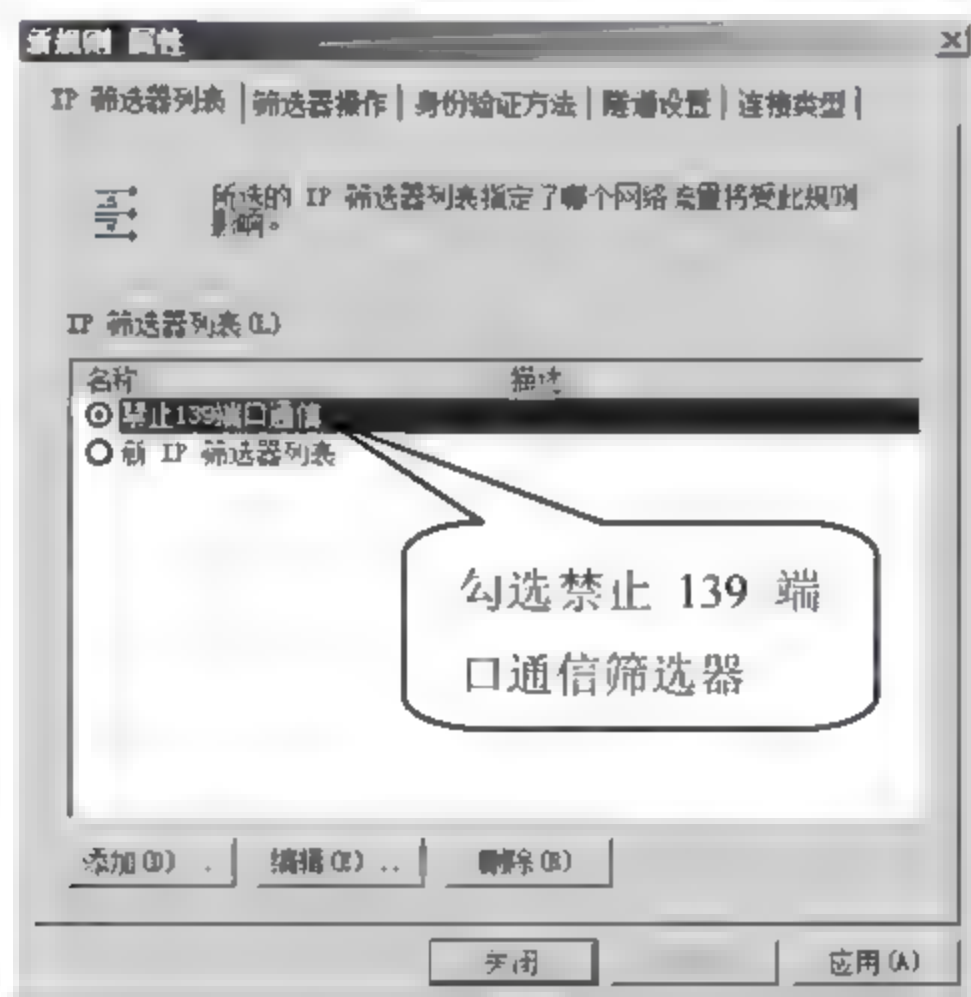 新规则 属性
IP 筛选器列表 筛选器操作 身份验证方法 隧道设置 连接类型
所选的 IP 筛选器列表指定了哪个网络流量将受此规则
影响。
IP 筛选器列表(L)
名称 描述
禁止139端口通信
新 IP 筛选器列表
勾选禁止 139 端
口通信筛选器
添加(D) . 编辑(E) .. 删除(R)
关闭 应用(A)